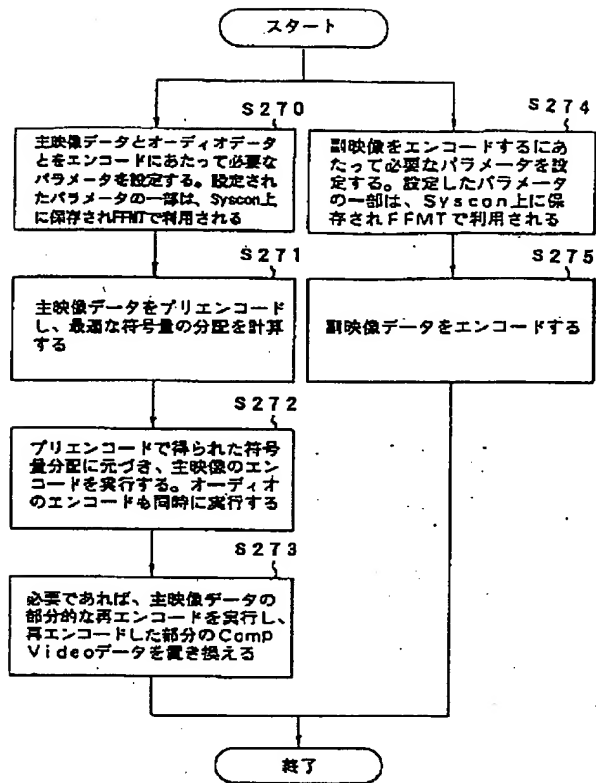 スタート
S270
主映像データとオーディオデータ
とをエンコードにあたって必要な
パラメータを設定する。設定され
たパラメータの一部は、Syscon上
に保存されFFMTで利用される
S271
主映像データをプリエンコード
し、最適な符号量の分配を計算
する
S272
プリエンコードで得られた符号
量分配に元づき、主映像のエン
コードを実行する。オーディオ
のエンコードも同時に実行する
S273
必要であれば、主映像データの
部分的な再エンコードを実行し、
再エンコードした部分のComp
Videoデータを置き換える
S274
副映像をエンコードするにあ
たって必要なパラメータを設
定する。設定したパラメータ
の一部は、Syscon上に保
存されFFMTで利用される
S275
副映像データをエンコードする
終了